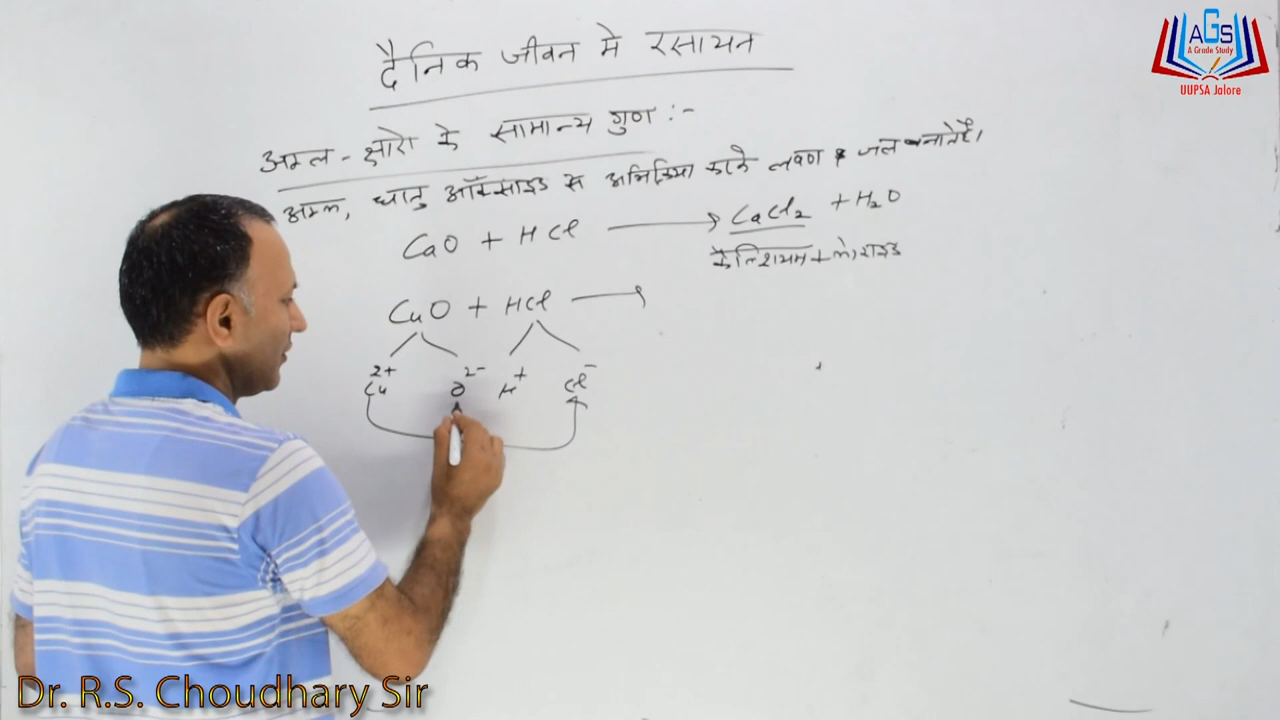 दैनिक जीवन मे रसायन
अम्ल - क्षारो के सामान्य गुण :-
अम्ल, धातु ऑक्साइड से अभिक्रिया करके लवण व जल बनाते है।
CaO + HCl → CaCl₂ + H₂O
कैल्शियम क्लोराइड
CuO + HCl →
Cu²⁺ O²⁻ H⁺ Cl⁻
AGS
A Grade Study
UUPSA Jalore
Dr. R.S. Choudhary Sir